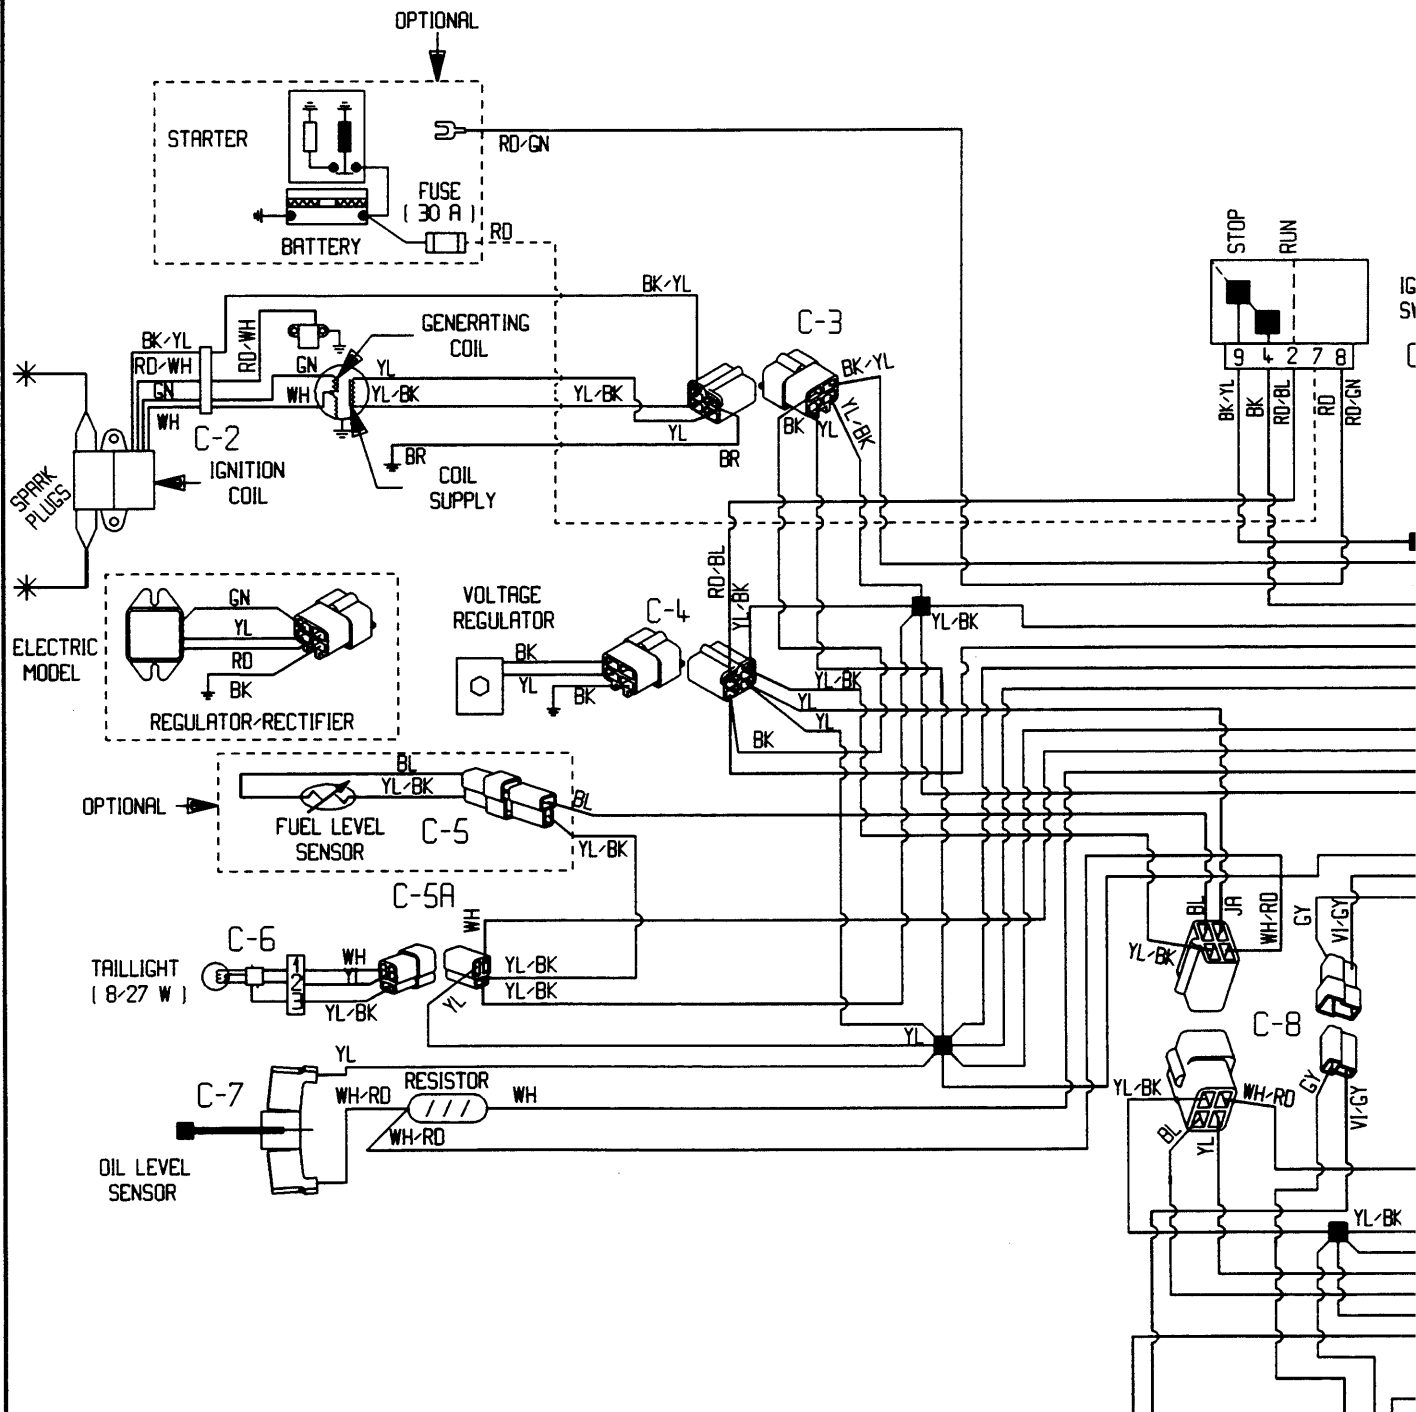 OPTIONAL
STARTER
RD/GN
FUSE
( 30 A )
RD
BATTERY
STOP
RUN
BK/YL
IG
SW
GENERATING
COIL
C-3
BK/YL
RD/WH
RD/WH
GN
YL
BK/YL
9 4 2 7 8
C
GN
WH
YL/BK
YL/BK
WH
BK
YL
YL/BK
BK/YL
BK
RD/BL
RD
RD/GN
C-2
YL
BR
BR
IGNITION
COIL
COIL
SUPPLY
SPARK
PLUGS
RD/BL
YL/BK
VOLTAGE
REGULATOR
C-4
GN
YL
RD
BK
ELECTRIC
MODEL
YL/BK
BK
YL
BK
YL/BK
YL
YL
BK
REGULATOR/RECTIFIER
BL
YL/BK
OPTIONAL
FUEL LEVEL
SENSOR
C-5
BL
YL/BK
C-5A
WH
BL
JA
WH/RD
GY
VI/GY
C-6
YL/BK
TAILLIGHT
( 8/27 W )
1
2
3
WH
YL
YL/BK
YL/BK
YL/BK
YL
YL
C-8
YL
C-7
RESISTOR
WH/RD
WH
YL/BK
WH/RD
GY
VI/GY
WH/RD
BL
YL
OIL LEVEL
SENSOR
YL/BK